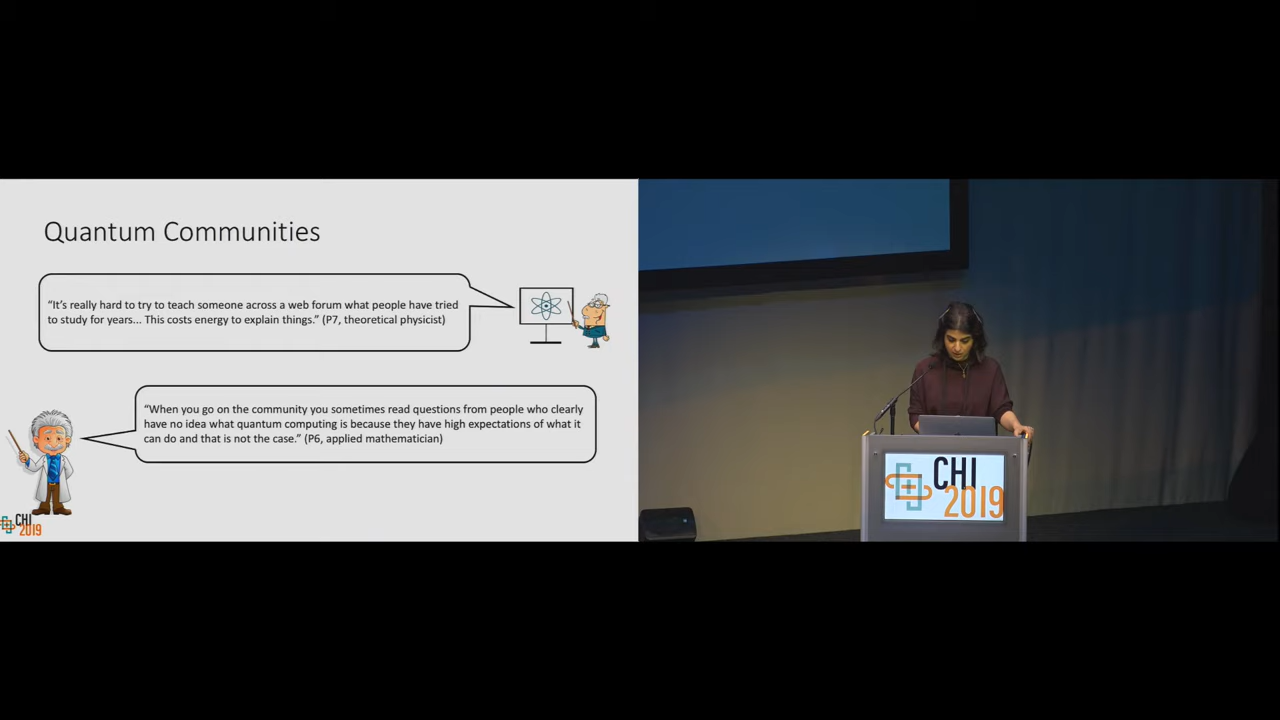 Quantum Communities
“It’s really hard to try to teach someone across a web forum what people have tried
to study for years... This costs energy to explain things.” (P7, theoretical physicist)
“When you go on the community you sometimes read questions from people who clearly
have no idea what quantum computing is because they have high expectations of what it
can do and that is not the case.” (P6, applied mathematician)
CHI
2019
CHI
2019